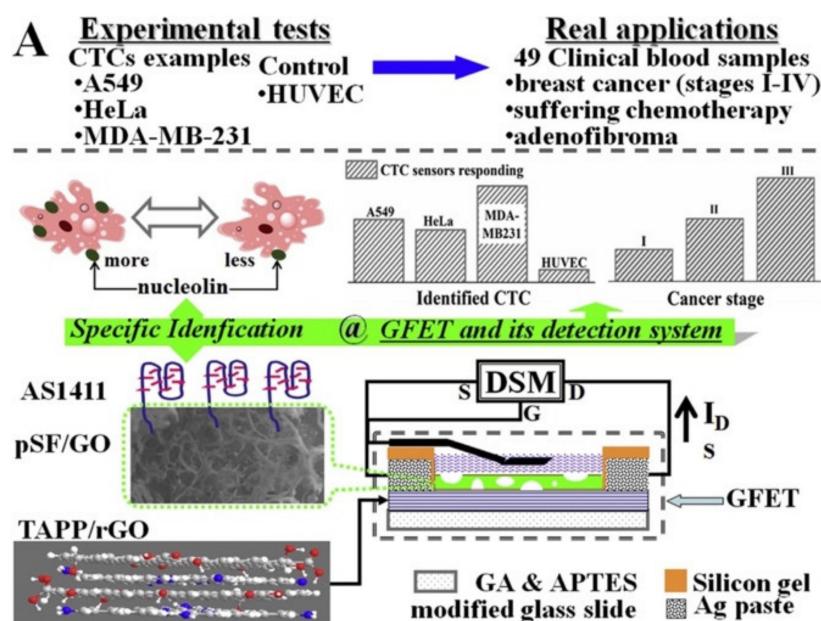 A
Experimental tests
CTCs examples
•A549
•HeLa
•MDA-MB-231
Control
•HUVEC
Real applications
49 Clinical blood samples
•breast cancer (stages I-IV)
•suffering chemotherapy
•adenofibroma
more
less
nucleolin
CTC sensors responding
A549
HeLa
MDA-
MB231
HUVEC
Identified CTC
I
II
III
Cancer stage
Specific Idenfication @ GFET and its detection system
AS1411
pSF/GO
TAPP/rGO
S
DSM
D
G
I
D
S
GFET
GA & APTES
modified glass slide
Silicon gel
Ag paste